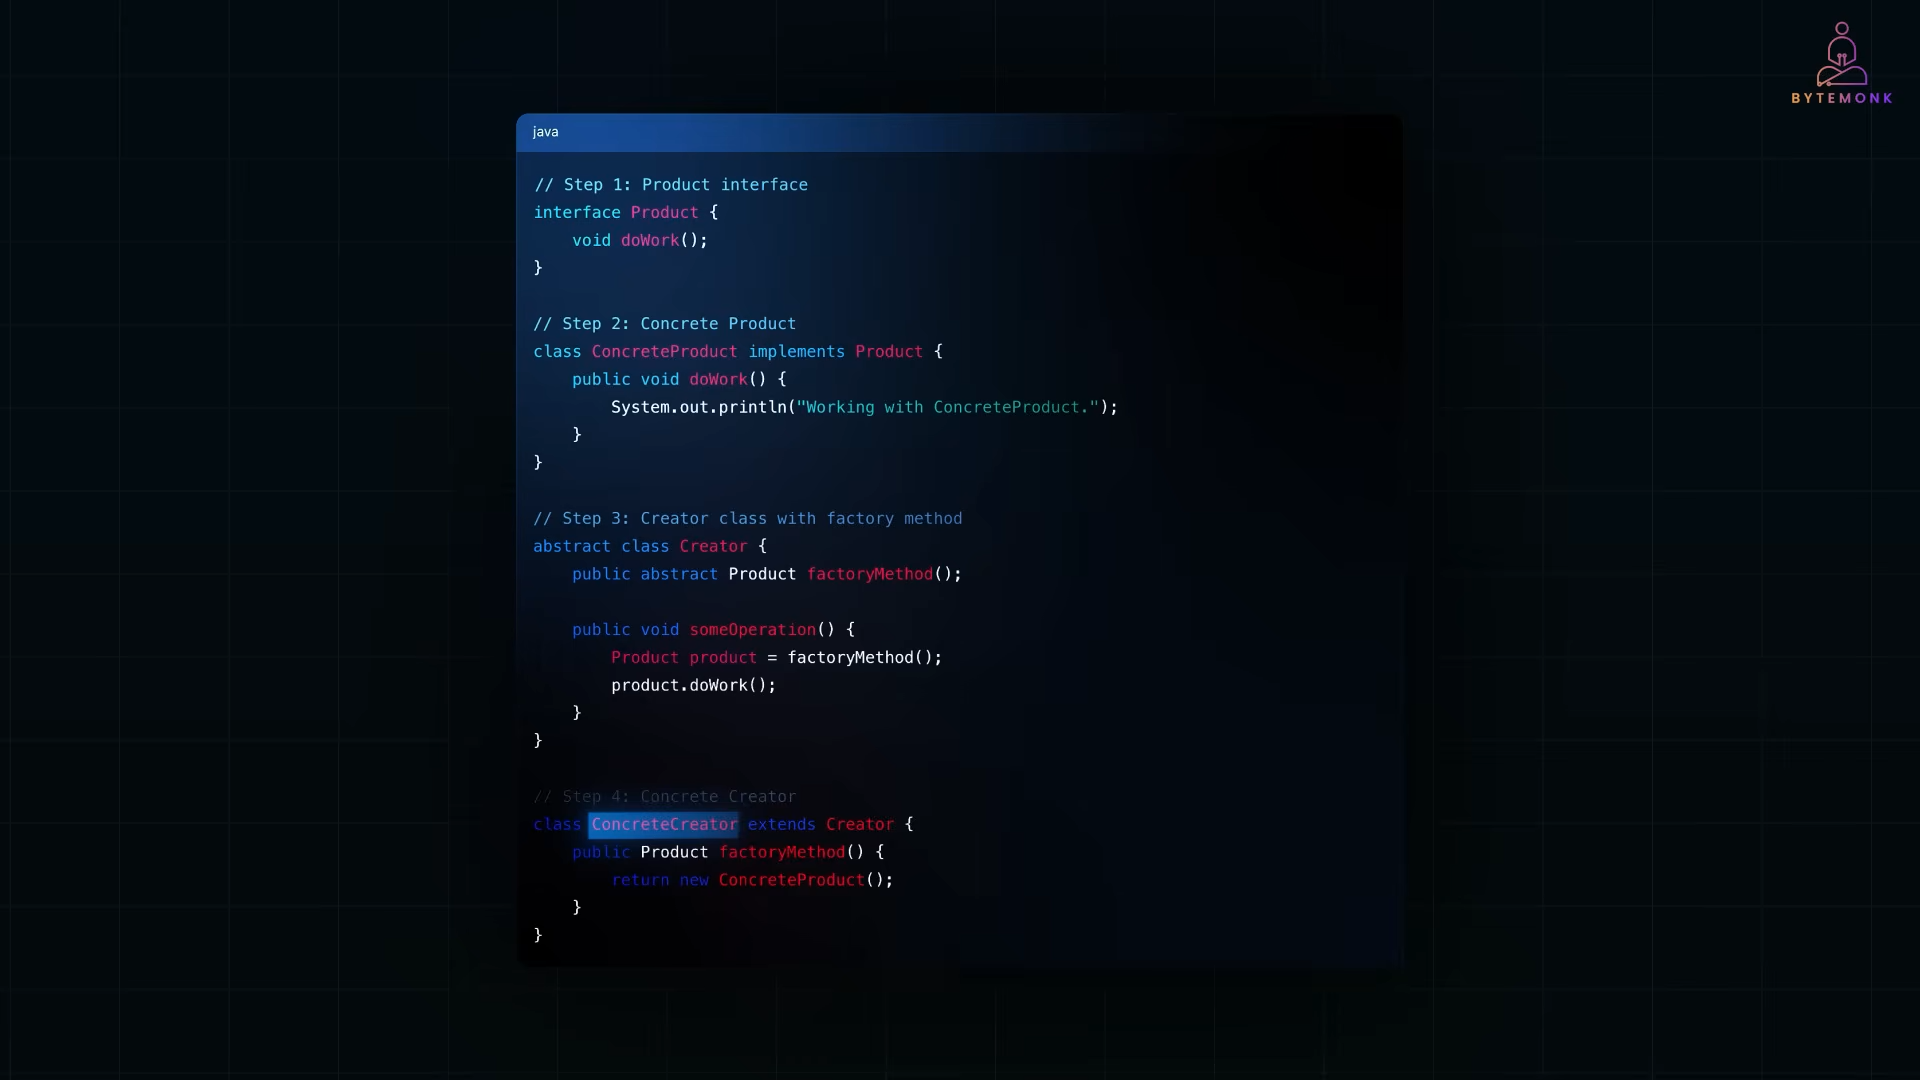 BYTEMONK
java
// Step 1: Product interface
interface Product {
    void doWork();
}
// Step 2: Concrete Product
class ConcreteProduct implements Product {
    public void doWork() {
        System.out.println("Working with ConcreteProduct.");
    }
}
// Step 3: Creator class with factory method
abstract class Creator {
    public abstract Product factoryMethod();
    public void someOperation() {
        Product product = factoryMethod();
        product.doWork();
    }
}
// Step 4: Concrete Creator
class ConcreteCreator extends Creator {
    public Product factoryMethod() {
        return new ConcreteProduct();
    }
}